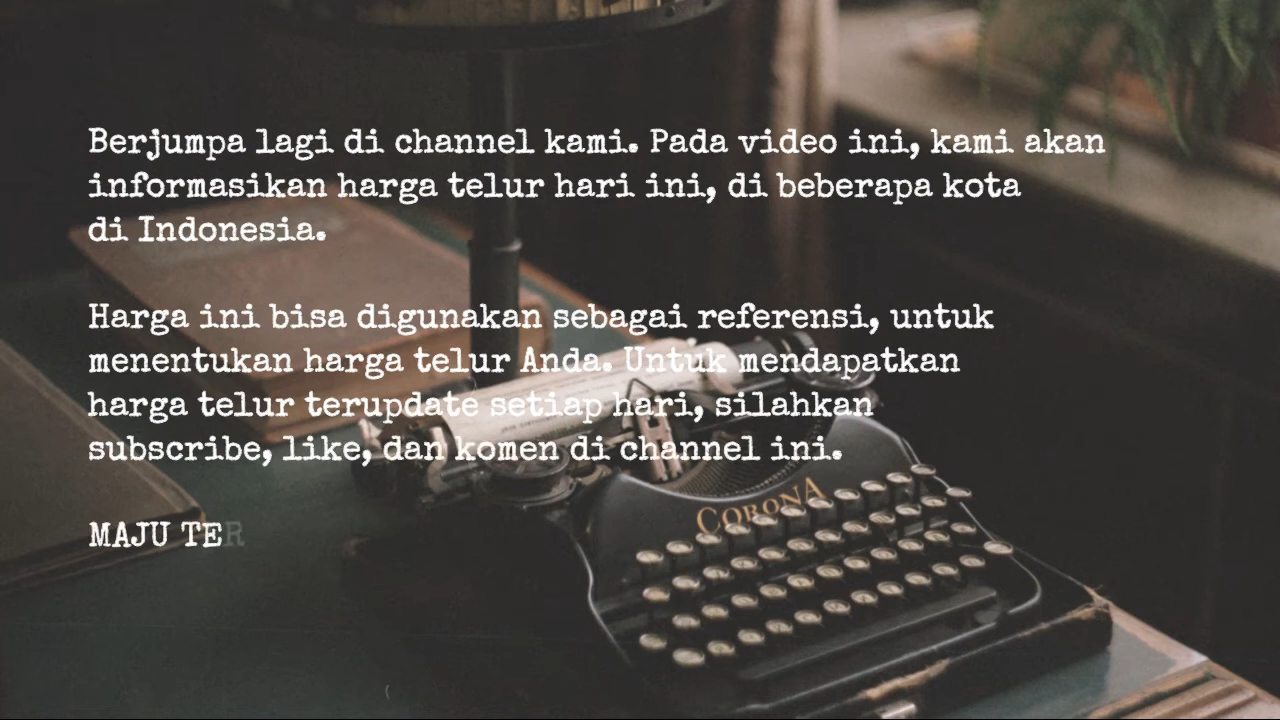 Berjumpa lagi di channel kami. Pada video ini, kami akan
informasikan harga telur hari ini, di beberapa kota
di Indonesia.
Harga ini bisa digunakan sebagai referensi, untuk
menentukan harga telur Anda. Untuk mendapatkan
harga telur terupdate setiap hari, silahkan
subscribe, like, dan komen di channel ini.
MAJU TER
CORONA